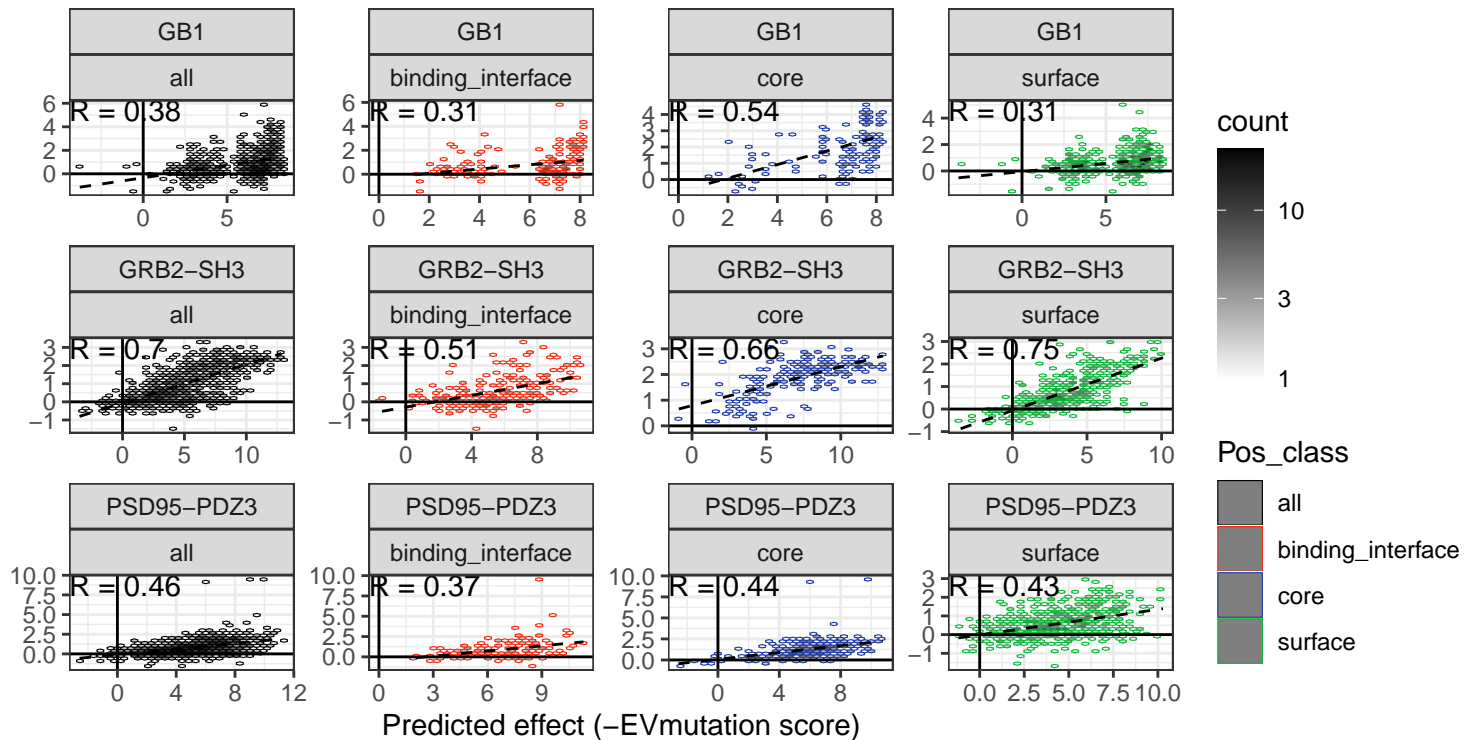 GB1 GB1 GB1 GB1
all binding_interface core surface
R = 0.38 R = 0.31 R = 0.54 R = 0.31
6 4 2 0
6 4 2 0
4 3 2 1 0
4 2 0
0 5
0 2 4 6 8
0 2 4 6 8
0 5
GRB2−SH3 GRB2−SH3 GRB2−SH3 GRB2−SH3
all binding_interface core surface
R = 0.7 R = 0.51 R = 0.66 R = 0.75
3 2 1 0 −1
3 2 1 0 −1
3 2 1 0
3 2 1 0 −1
0 5 10
0 4 8
0 5 10
0 5 10
PSD95−PDZ3 PSD95−PDZ3 PSD95−PDZ3 PSD95−PDZ3
all binding_interface core surface
R = 0.46 R = 0.37 R = 0.44 R = 0.43
10.0 7.5 5.0 2.5 0.0
10.0 7.5 5.0 2.5 0.0
10.0 7.5 5.0 2.5 0.0
3 2 1 0 −1
0 4 8 12
0 3 6 9
0 4 8
0.0 2.5 5.0 7.5 10.0
Predicted effect (−EVmutation score)
count
10
3
1
Pos_class
all
binding_interface
core
surface